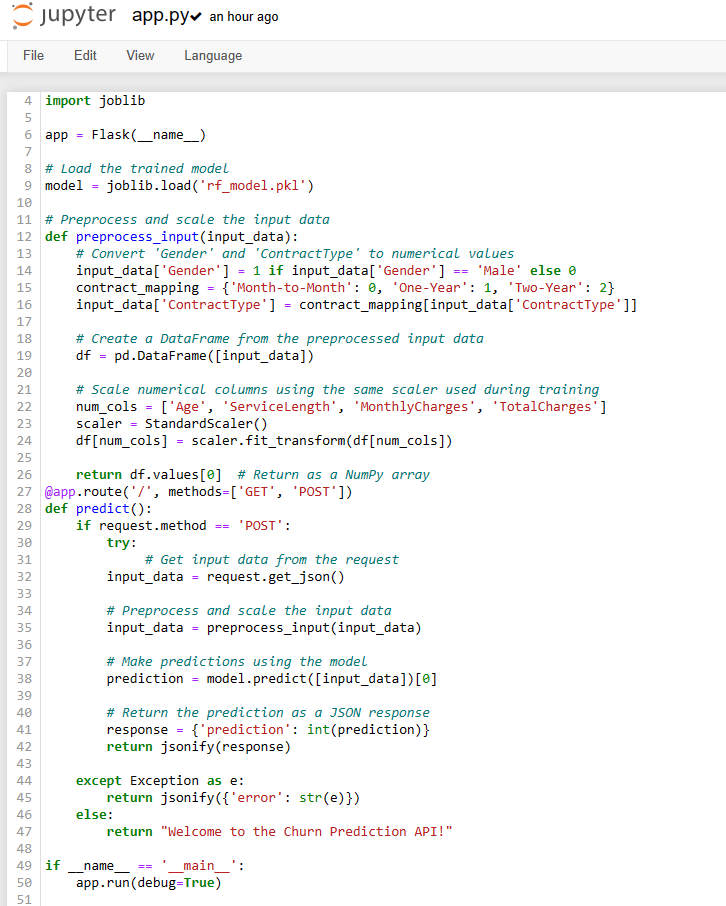 jupyter app.py✔ an hour ago
File Edit View Language
4 import joblib
5
6 app = Flask(__name__)
7
8 # Load the trained model
9 model = joblib.load('rf_model.pkl')
10
11 # Preprocess and scale the input data
12 def preprocess_input(input_data):
13     # Convert 'Gender' and 'ContractType' to numerical values
14     input_data['Gender'] = 1 if input_data['Gender'] == 'Male' else 0
15     contract_mapping = {'Month-to-Month': 0, 'One-Year': 1, 'Two-Year': 2}
16     input_data['ContractType'] = contract_mapping[input_data['ContractType']]
17
18     # Create a DataFrame from the preprocessed input data
19     df = pd.DataFrame([input_data])
20
21     # Scale numerical columns using the same scaler used during training
22     num_cols = ['Age', 'ServiceLength', 'MonthlyCharges', 'TotalCharges']
23     scaler = StandardScaler()
24     df[num_cols] = scaler.fit_transform(df[num_cols])
25
26     return df.values[0]  # Return as a NumPy array
27 @app.route('/', methods=['GET', 'POST'])
28 def predict():
29     if request.method == 'POST':
30         try:
31              # Get input data from the request
32         input_data = request.get_json()
33
34         # Preprocess and scale the input data
35         input_data = preprocess_input(input_data)
36
37         # Make predictions using the model
38         prediction = model.predict([input_data])[0]
39
40         # Return the prediction as a JSON response
41         response = {'prediction': int(prediction)}
42         return jsonify(response)
43
44     except Exception as e:
45         return jsonify({'error': str(e)})
46     else:
47         return "Welcome to the Churn Prediction API!"
48
49 if __name__ == '__main__':
50     app.run(debug=True)
51